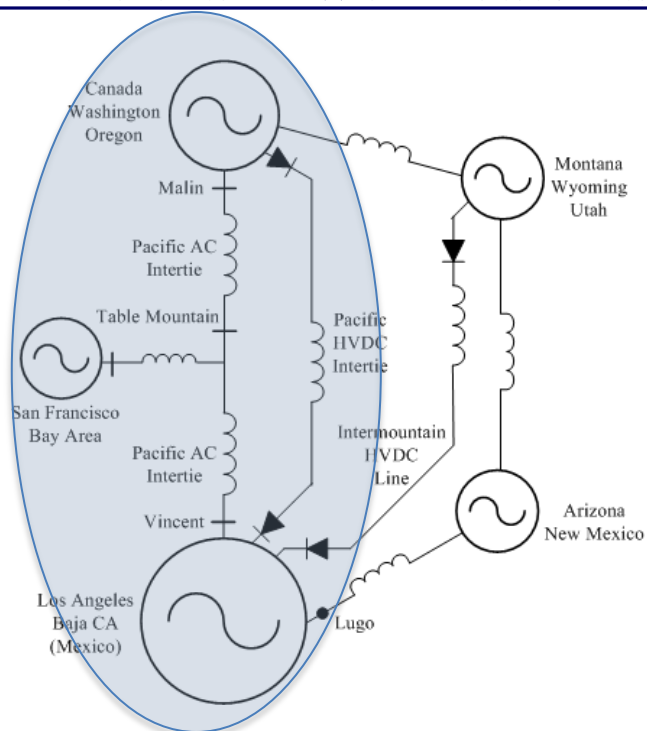 Canada
Washington
Oregon
Malin
Montana
Wyoming
Utah
Pacific AC
Intertie
Table Mountain
Pacific
HVDC
Intertie
San Francisco
Bay Area
Pacific AC
Intertie
Intermountain
HVDC
Line
Vincent
Arizona
New Mexico
Los Angeles
Baja CA
(Mexico)
Lugo